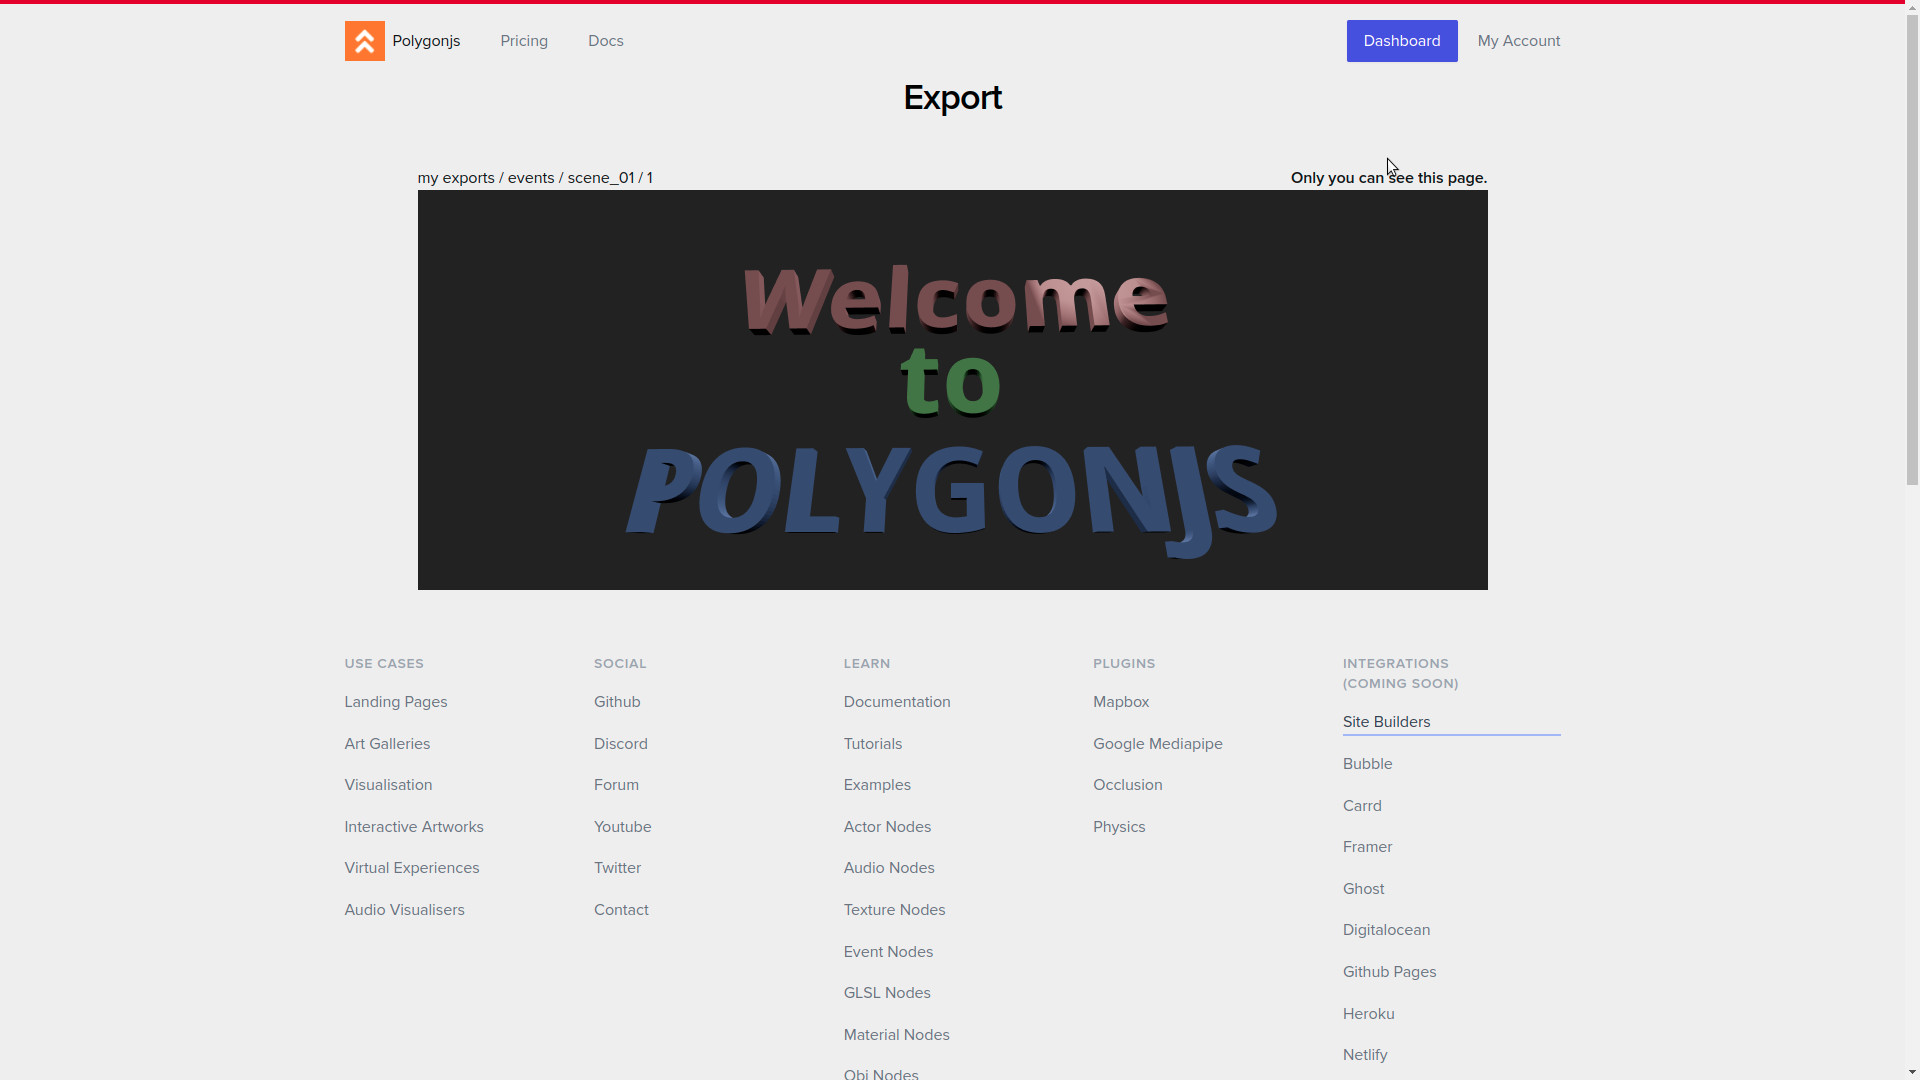 Polygonjs Pricing Docs Dashboard My Account
Export
my exports / events / scene_01 / 1 Only you can see this page.
Welcome
to
POLYGONJS
USE CASES
Landing Pages
Art Galleries
Visualisation
Interactive Artworks
Virtual Experiences
Audio Visualisers
SOCIAL
Github
Discord
Forum
Youtube
Twitter
Contact
LEARN
Documentation
Tutorials
Examples
Actor Nodes
Audio Nodes
Texture Nodes
Event Nodes
GLSL Nodes
Material Nodes
Obj Nodes
PLUGINS
Mapbox
Google Mediapipe
Occlusion
Physics
INTEGRATIONS
(COMING SOON)
Site Builders
Bubble
Carrd
Framer
Ghost
Digitalocean
Github Pages
Heroku
Netlify